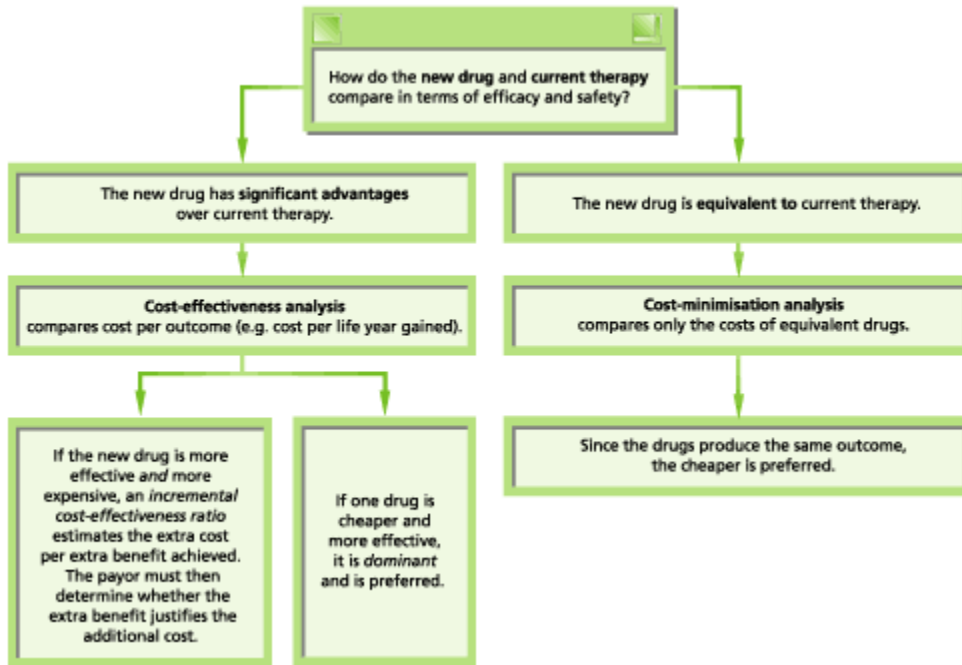 How do the new drug and current therapy
compare in terms of efficacy and safety?
The new drug has significant advantages
over current therapy.
The new drug is equivalent to current therapy.
Cost-effectiveness analysis
compares cost per outcome (e.g. cost per life year gained).
Cost-minimisation analysis
compares only the costs of equivalent drugs.
If the new drug is more
effective and more
expensive, an incremental
cost-effectiveness ratio
estimates the extra cost
per extra benefit achieved.
The payor must then
determine whether the
extra benefit justifies the
additional cost.
If one drug is
cheaper and
more effective,
it is dominant
and is preferred.
Since the drugs produce the same outcome,
the cheaper is preferred.